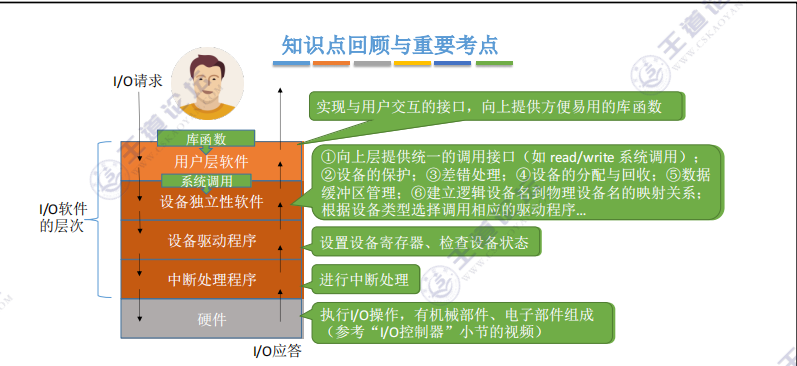 知识点回顾与重要考点
I/O请求
实现与用户交互的接口，向上提供方便易用的库函数
库函数
用户层软件
系统调用
①向上层提供统一的调用接口（如 read/write 系统调用）；
②设备的保护；③差错处理；④设备的分配与回收；⑤数据
缓冲区管理；⑥建立逻辑设备名到物理设备名的映射关系；
根据设备类型选择调用相应的驱动程序...
设备独立性软件
I/O软件
的层次
设备驱动程序
设置设备寄存器、检查设备状态
中断处理程序
进行中断处理
硬件
执行I/O操作，有机械部件、电子部件组成
（参考“I/O控制器”小节的视频）
I/O应答
王道论坛
WWW.CSKAOYAN.COM